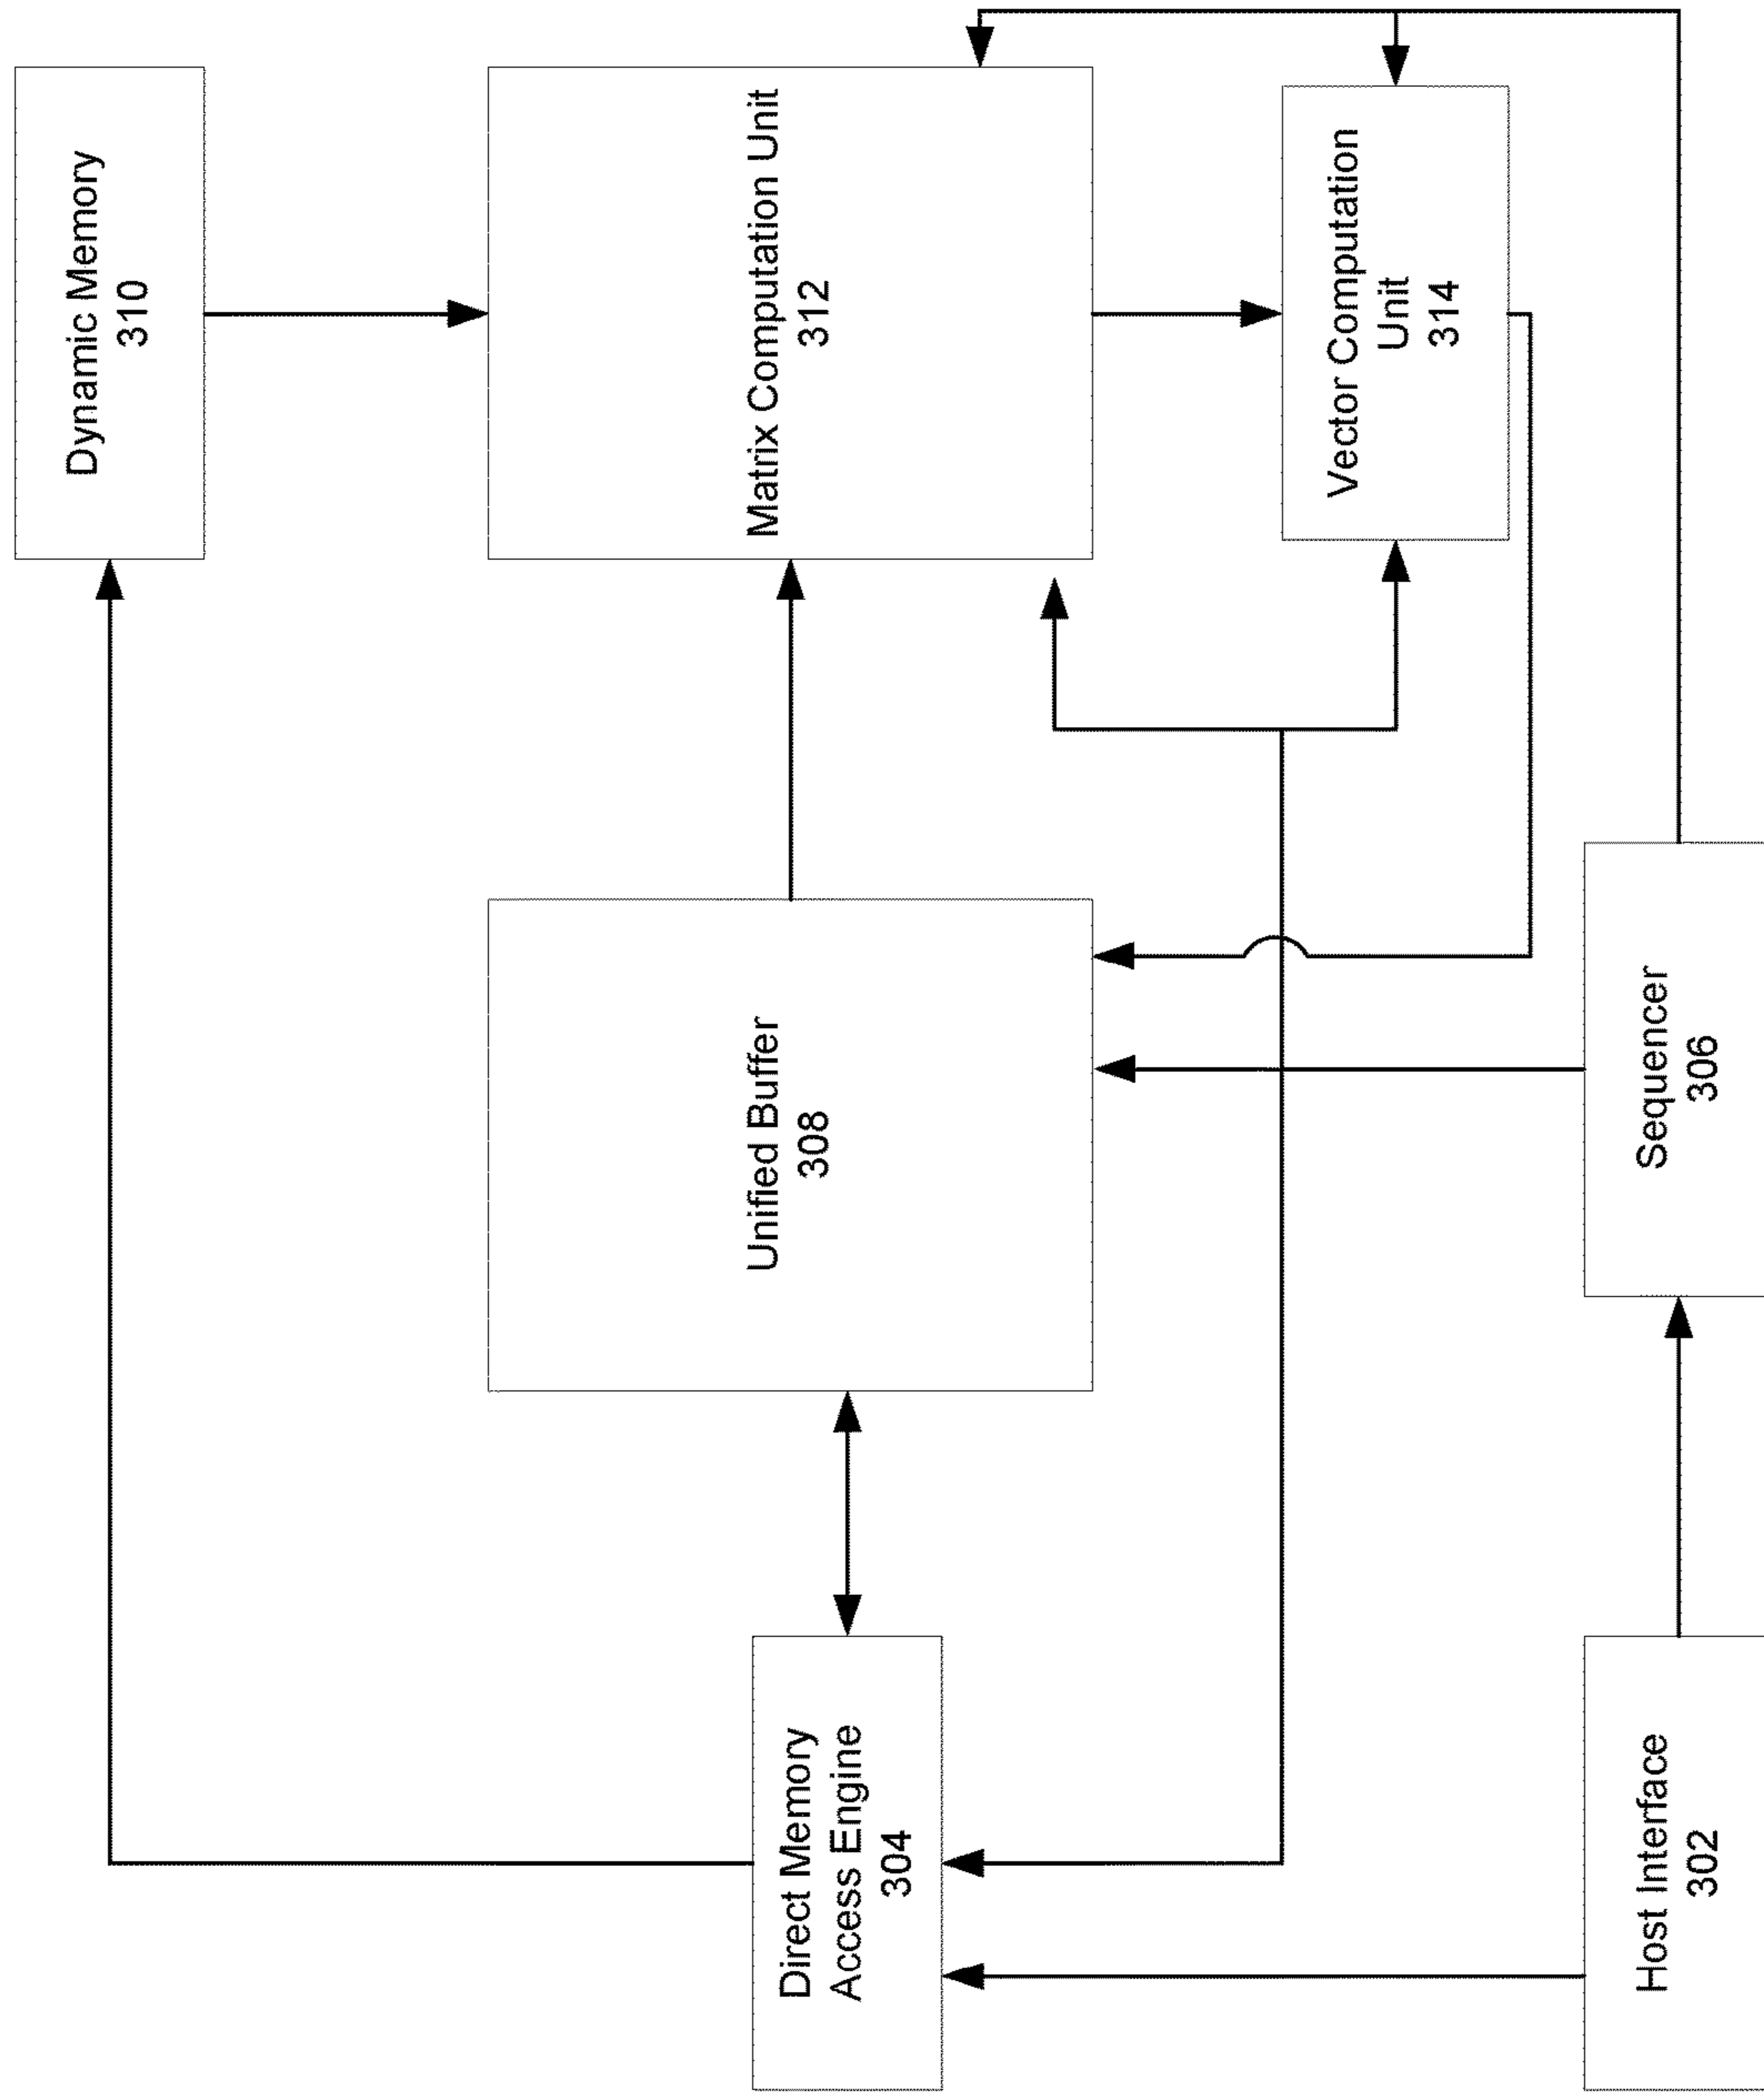 Dynamic Memory
310
Matrix Computation Unit
312
Vector Computation
Unit
314
Unified Buffer
308
Sequencer
306
Direct Memory
Access Engine
304
Host Interface
302